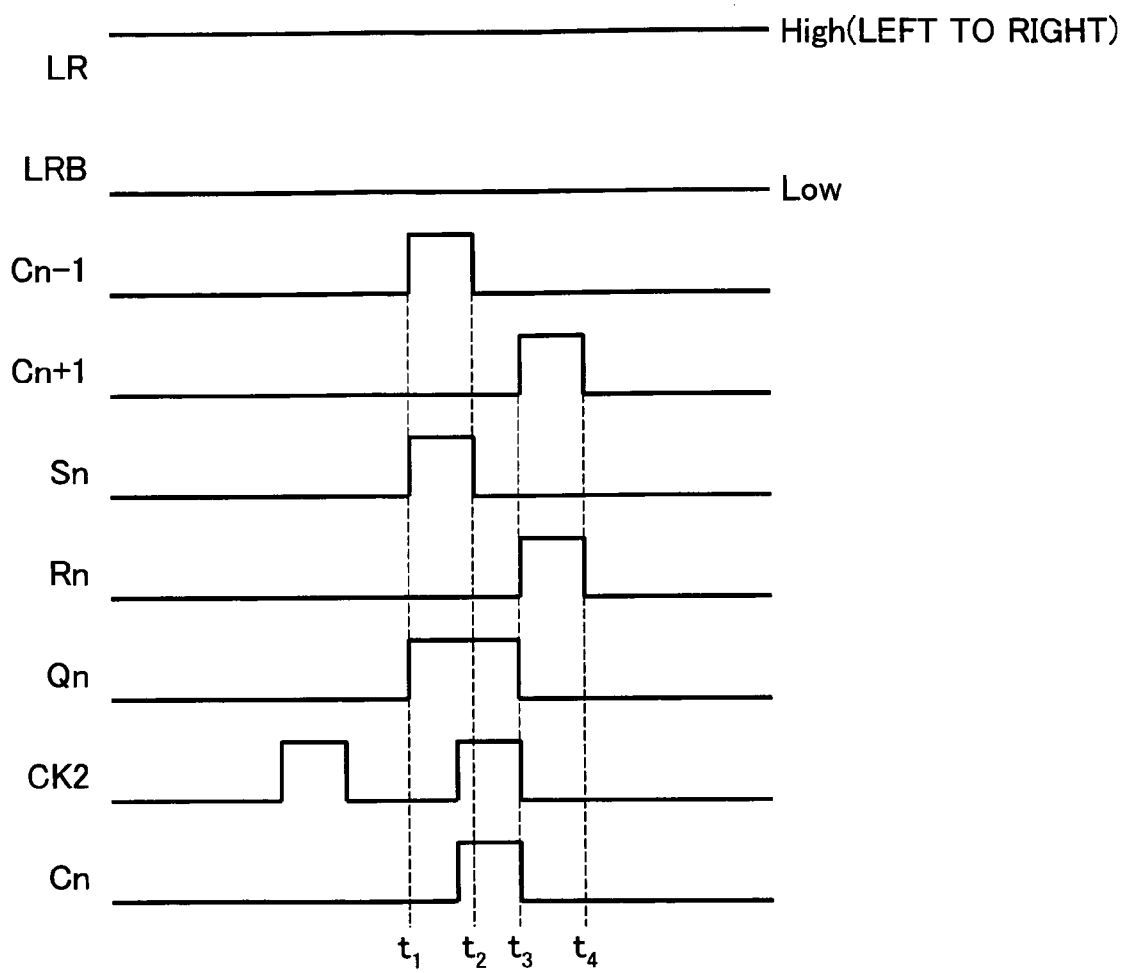 High(LEFT TO RIGHT)
LR
LRB
Low
Cn-1
Cn+1
Sn
Rn
Qn
CK2
Cn
t1 t2 t3 t4